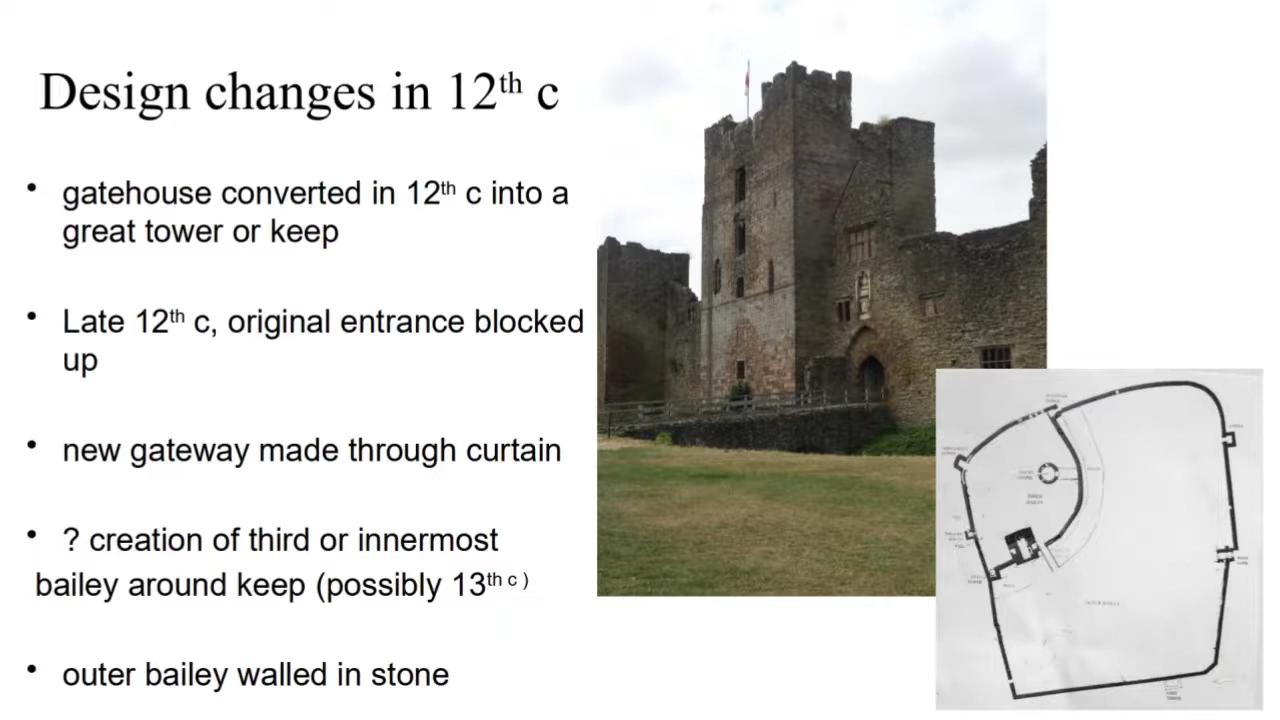 Design changes in 12th c
• gatehouse converted in 12th c into a
great tower or keep
• Late 12th c, original entrance blocked
up
• new gateway made through curtain
• ? creation of third or innermost
bailey around keep (possibly 13th c )
• outer bailey walled in stone